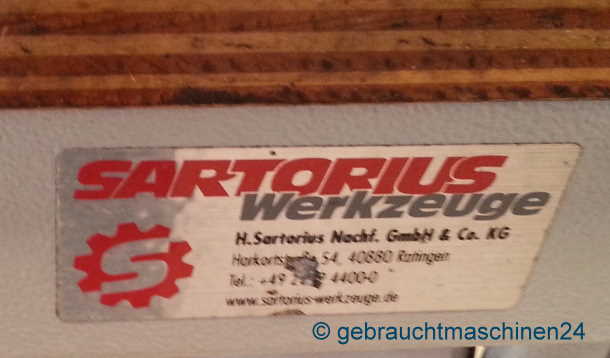 SARTORIUS
Werkzeuge
S
H.Sartorius Nachf. GmbH & Co. KG
54, 40880 Ratingen
Tel.: +49 4400-0
www.sartorius-werkzeuge.de
© gebrauchtmaschinen24